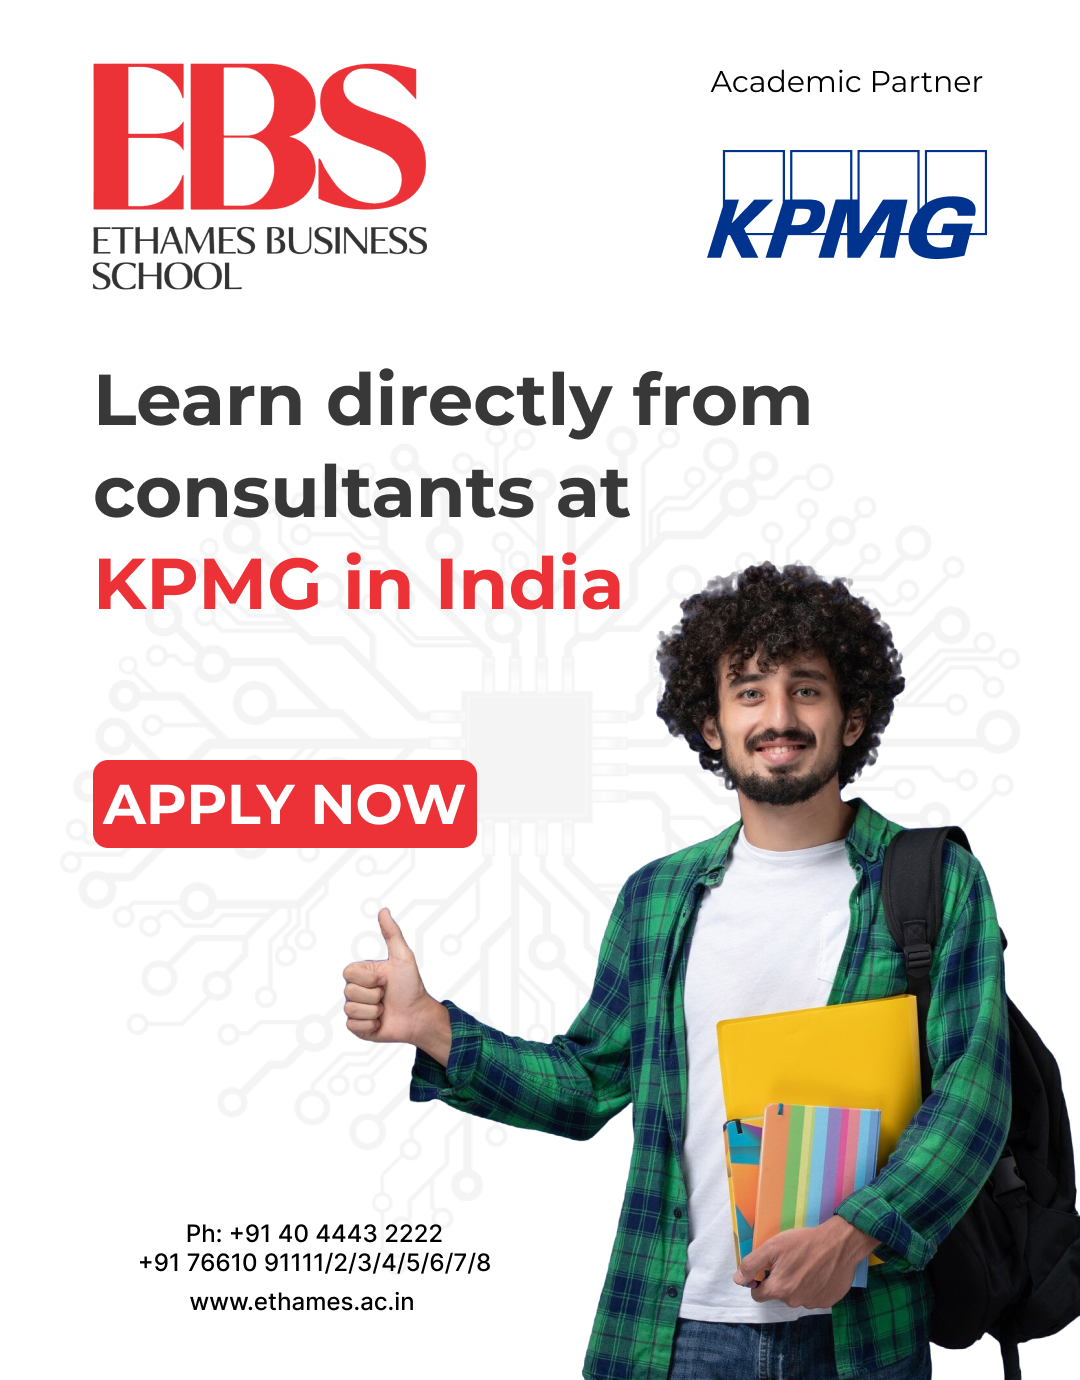 EBS
ETHAMES BUSINESS
SCHOOL
Academic Partner
KPMG
Learn directly from
consultants at
KPMG in India
APPLY NOW
Ph: +91 40 4443 2222
+91 76610 91111/2/3/4/5/6/7/8
www.ethames.ac.in